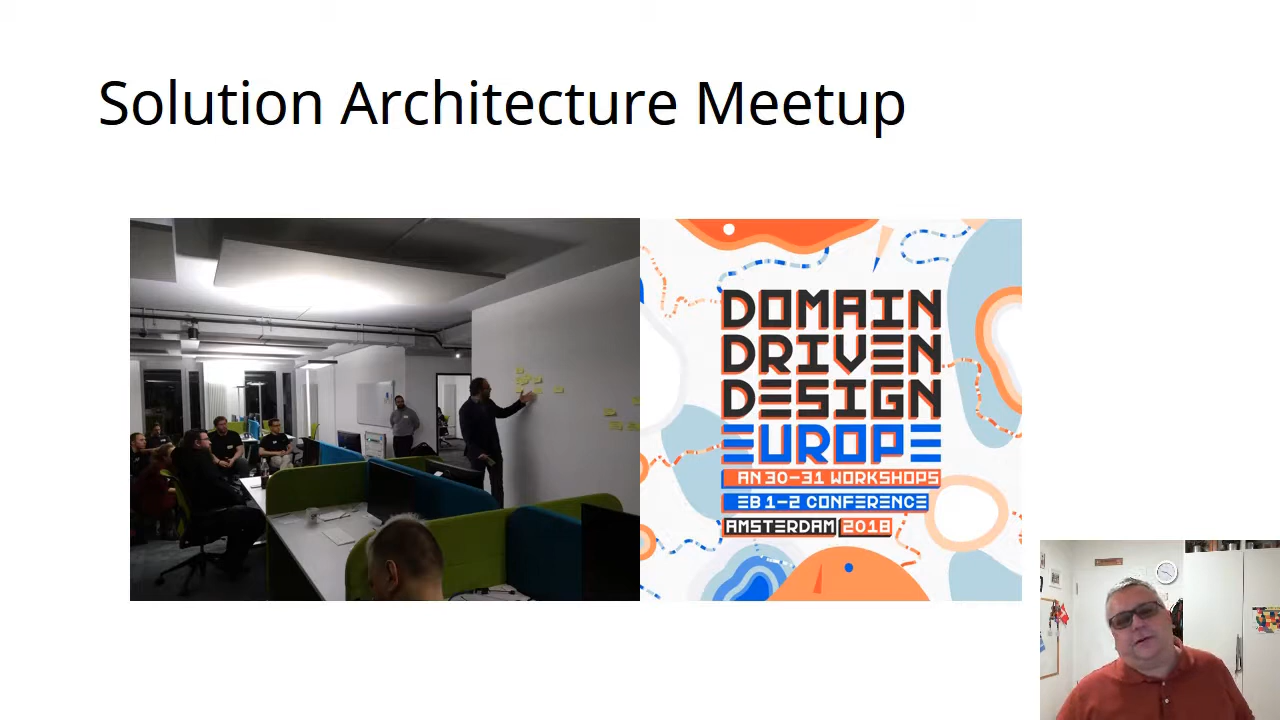 Solution Architecture Meetup
DOMAIN
DRIVEN
DESIGN
EUROPE
AN 30-31 WORKSHOPS
EB 1-2 CONFERENCE
AMSTERDAM 2018